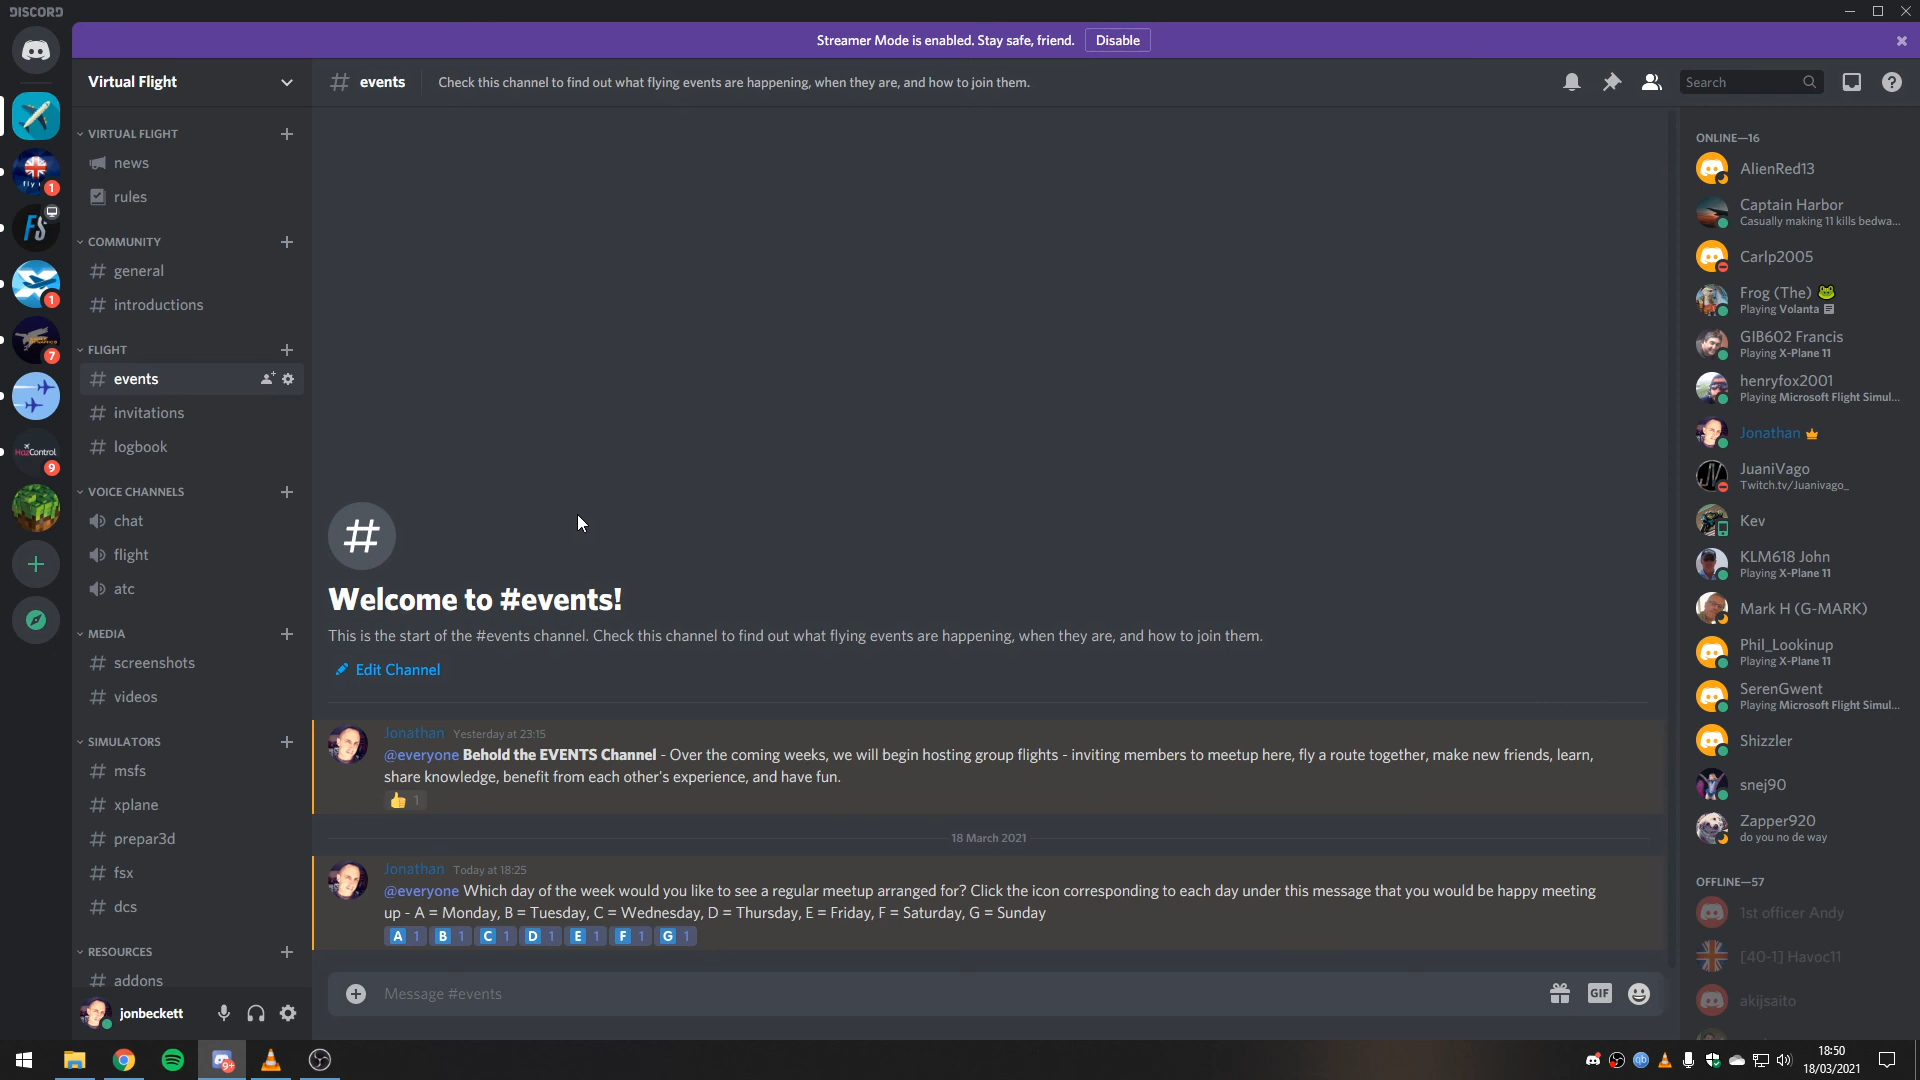 DISCORD
Streamer Mode is enabled. Stay safe, friend. Disable
Virtual Flight
events
Check this channel to find out what flying events are happening, when they are, and how to join them.
Search
VIRTUAL FLIGHT
news
rules
COMMUNITY
general
introductions
FLIGHT
events
invitations
logbook
VOICE CHANNELS
chat
flight
atc
MEDIA
screenshots
videos
SIMULATORS
msfs
xplane
prepar3d
fsx
dcs
RESOURCES
addons
jonbeckett
fly
1
FS
1
7
9
Welcome to #events!
This is the start of the #events channel. Check this channel to find out what flying events are happening, when they are, and how to join them.
Edit Channel
Jonathan Yesterday at 23:15
@everyone Behold the EVENTS Channel - Over the coming weeks, we will begin hosting group flights - inviting members to meetup here, fly a route together, make new friends, learn,
share knowledge, benefit from each other's experience, and have fun.
1
18 March 2021
Jonathan Today at 18:25
@everyone Which day of the week would you like to see a regular meetup arranged for? Click the icon corresponding to each day under this message that you would be happy meeting
up - A = Monday, B = Tuesday, C = Wednesday, D = Thursday, E = Friday, F = Saturday, G = Sunday
A 1 B 1 C 1 D 1 E 1 F 1 G 1
Message #events
GIF
ONLINE—16
AlienRed13
Captain Harbor
Casually making 11 kills bedwa...
Carlp2005
Frog (The)
Playing Volanta
GIB602 Francis
Playing X-Plane 11
henryfox2001
Playing Microsoft Flight Simul...
Jonathan
JuaniVago
Twitch.tv/Juanivago_
Kev
KLM618 John
Playing X-Plane 11
Mark H (G-MARK)
Phil_Lookinup
Playing X-Plane 11
SerenGwent
Playing Microsoft Flight Simul...
Shizzler
snej90
Zapper920
do you no de way
OFFLINE—57
1st officer Andy
[40-1] Havoc11
akijsaito
9+
18:50
18/03/2021